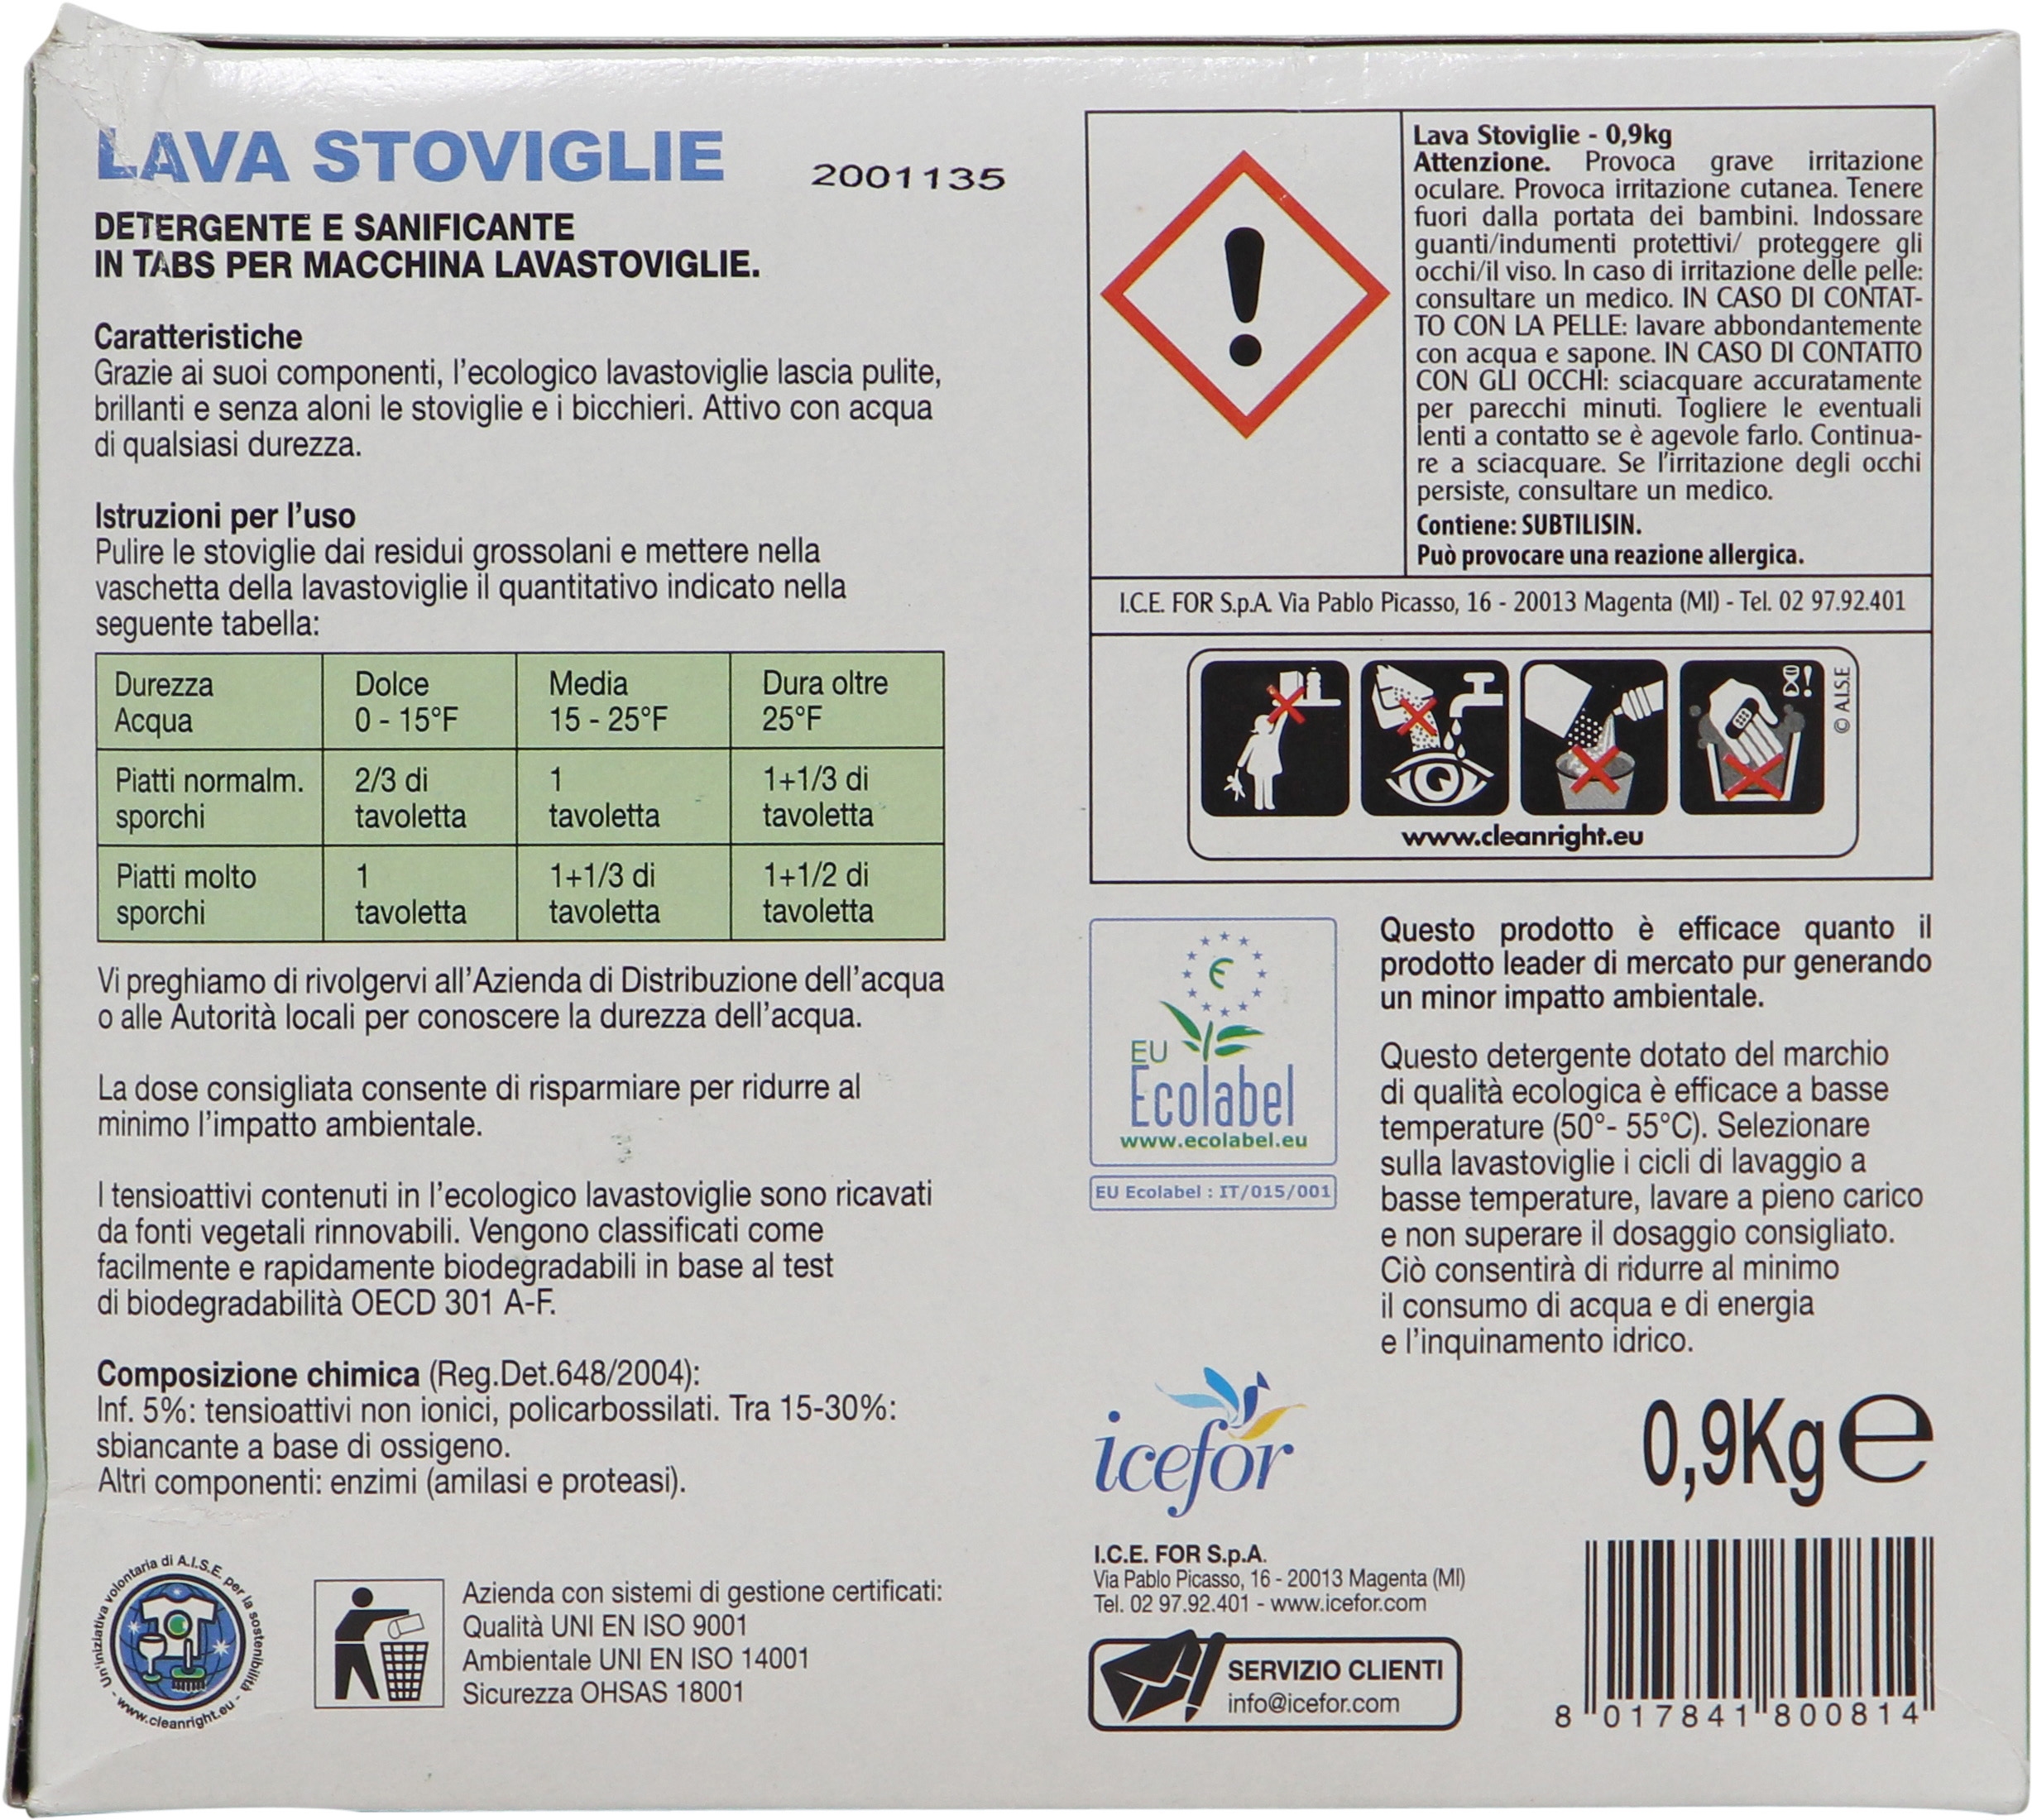 LAVA STOVIGLIE
2001135
DETERGENTE E SANIFICANTE
IN TABS PER MACCHINA LAVASTOVIGLIE.
Caratteristiche
Grazie ai suoi componenti, l'ecologico lavastoviglie lascia pulite,
brillanti e senza aloni le stoviglie e i bicchieri. Attivo con acqua
di qualsiasi durezza.
Istruzioni per l'uso
Pulire le stoviglie dai residui grossolani e mettere nella
vaschetta della lavastoviglie il quantitativo indicato nella
seguente tabella:
Durezza Acqua Dolce 0 - 15°F Media 15 - 25°F Dura oltre 25°F
Piatti normalm. sporchi 2/3 di tavoletta 1 tavoletta 1+1/3 di tavoletta
Piatti molto sporchi 1 tavoletta 1+1/3 di tavoletta 1+1/2 di tavoletta
Vi preghiamo di rivolgervi all'Azienda di Distribuzione dell'acqua
o alle Autorità locali per conoscere la durezza dell'acqua.
La dose consigliata consente di risparmiare per ridurre al
minimo l'impatto ambientale.
I tensioattivi contenuti in l'ecologico lavastoviglie sono ricavati
da fonti vegetali rinnovabili. Vengono classificati come
facilmente e rapidamente biodegradabili in base al test
di biodegradabilità OECD 301 A-F.
Composizione chimica (Reg.Det.648/2004):
Inf. 5%: tensioattivi non ionici, policarbossilati. Tra 15-30%:
sbiancante a base di ossigeno.
Altri componenti: enzimi (amilasi e proteasi).
Un'iniziativa volontaria di A.I.S.E. per la sostenibilità - www.cleanright.eu -
Azienda con sistemi di gestione certificati:
Qualità UNI EN ISO 9001
Ambientale UNI EN ISO 14001
Sicurezza OHSAS 18001
Lava Stoviglie - 0,9kg
Attenzione. Provoca grave irritazione
oculare. Provoca irritazione cutanea. Tenere
fuori dalla portata dei bambini. Indossare
guanti/indumenti protettivi/ proteggere gli
occhi/il viso. In caso di irritazione delle pelle:
consultare un medico. IN CASO DI CONTAT-
TO CON LA PELLE: lavare abbondantemente
con acqua e sapone. IN CASO DI CONTATTO
CON GLI OCCHI: sciacquare accuratamente
per parecchi minuti. Togliere le eventuali
lenti a contatto se è agevole farlo. Continua-
re a sciacquare. Se l'irritazione degli occhi
persiste, consultare un medico.
Contiene: SUBTILISIN.
Può provocare una reazione allergica.
I.C.E. FOR S.p.A. Via Pablo Picasso, 16 - 20013 Magenta (MI) - Tel. 02 97.92.401
© A.I.S.E.
www.cleanright.eu
EU
Ecolabel
www.ecolabel.eu
EU Ecolabel : IT/015/001
Questo prodotto è efficace quanto il
prodotto leader di mercato pur generando
un minor impatto ambientale.
Questo detergente dotato del marchio
di qualità ecologica è efficace a basse
temperature (50°- 55°C). Selezionare
sulla lavastoviglie i cicli di lavaggio a
basse temperature, lavare a pieno carico
e non superare il dosaggio consigliato.
Ciò consentirà di ridurre al minimo
il consumo di acqua e di energia
e l'inquinamento idrico.
icefor
0,9Kg e
I.C.E. FOR S.p.A.
Via Pablo Picasso, 16 - 20013 Magenta (MI)
Tel. 02 97.92.401 - www.icefor.com
SERVIZIO CLIENTI
info@icefor.com
8 017841 800814